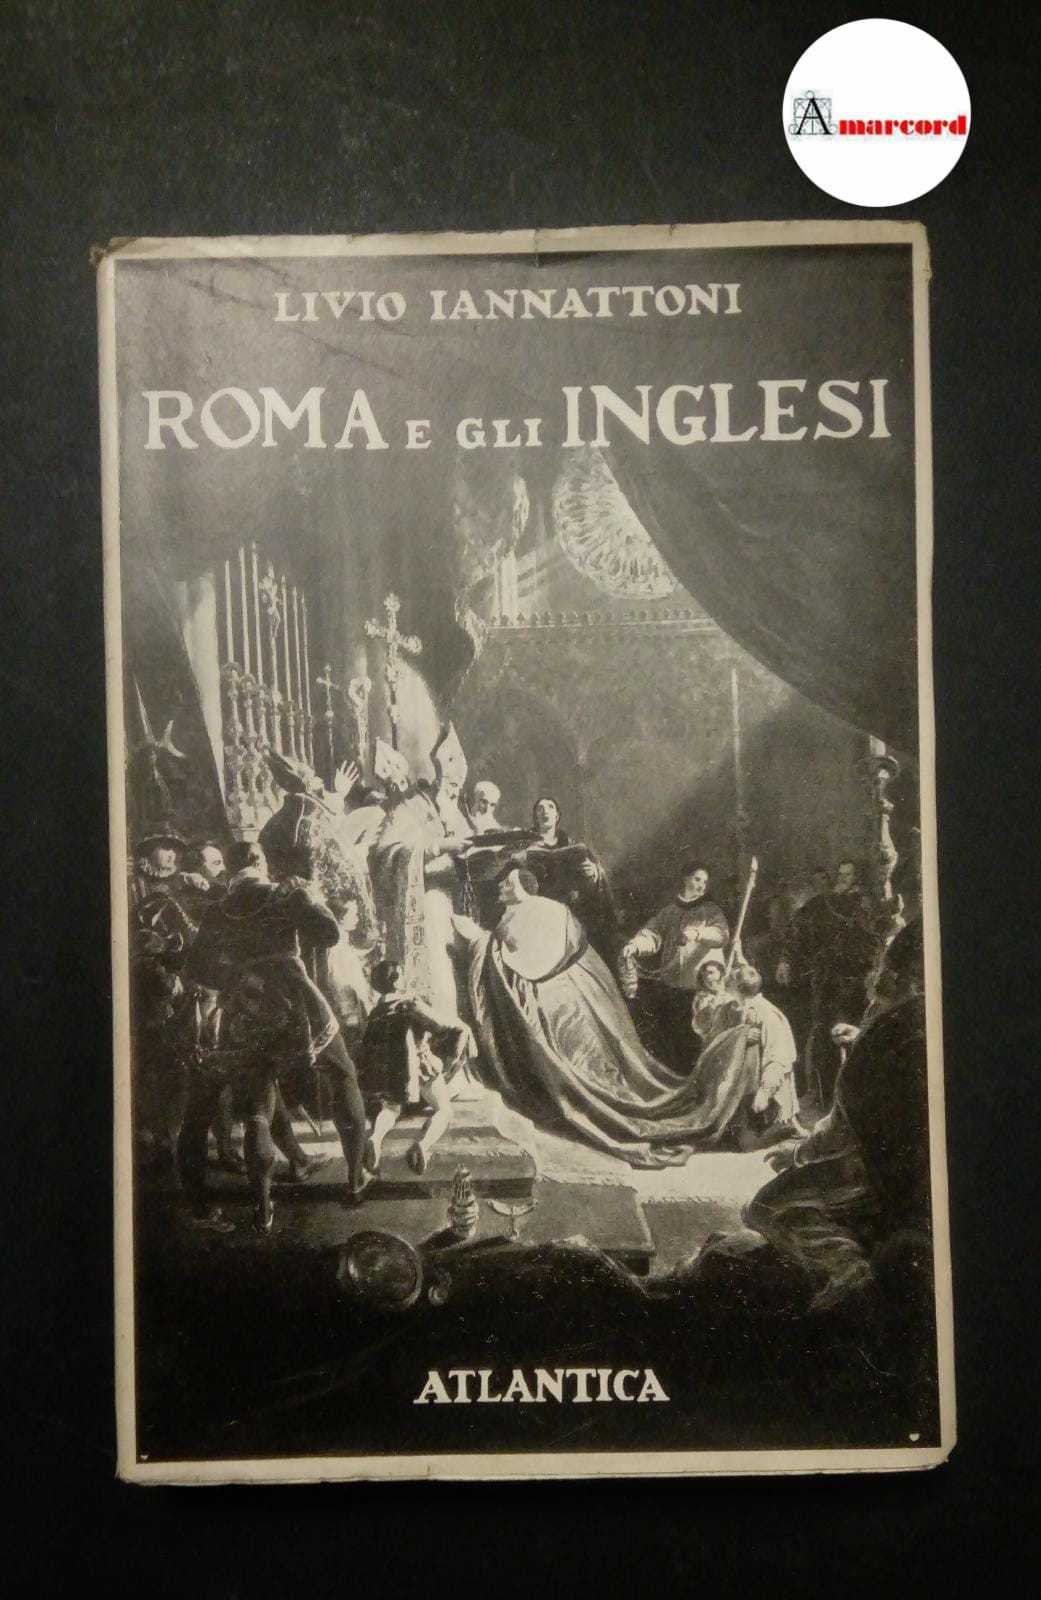 Amarcord
LIVIO IANNATTONI
ROMA E GLI INGLESI
ATLANTICA